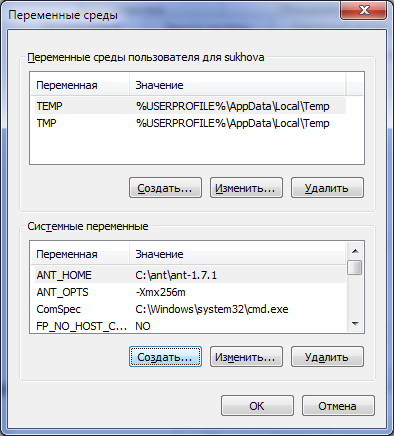 Переменные среды
Переменные среды пользователя для sukhova
Переменная Значение
TEMP %USERPROFILE%\AppData\Local\Temp
TMP %USERPROFILE%\AppData\Local\Temp
Создать... Изменить... Удалить
Системные переменные
Переменная Значение
ANT_HOME C:\ant\ant-1.7.1
ANT_OPTS -Xmx256m
ComSpec C:\Windows\system32\cmd.exe
FP_NO_HOST_C... NO
Создать... Изменить... Удалить
ОК Отмена